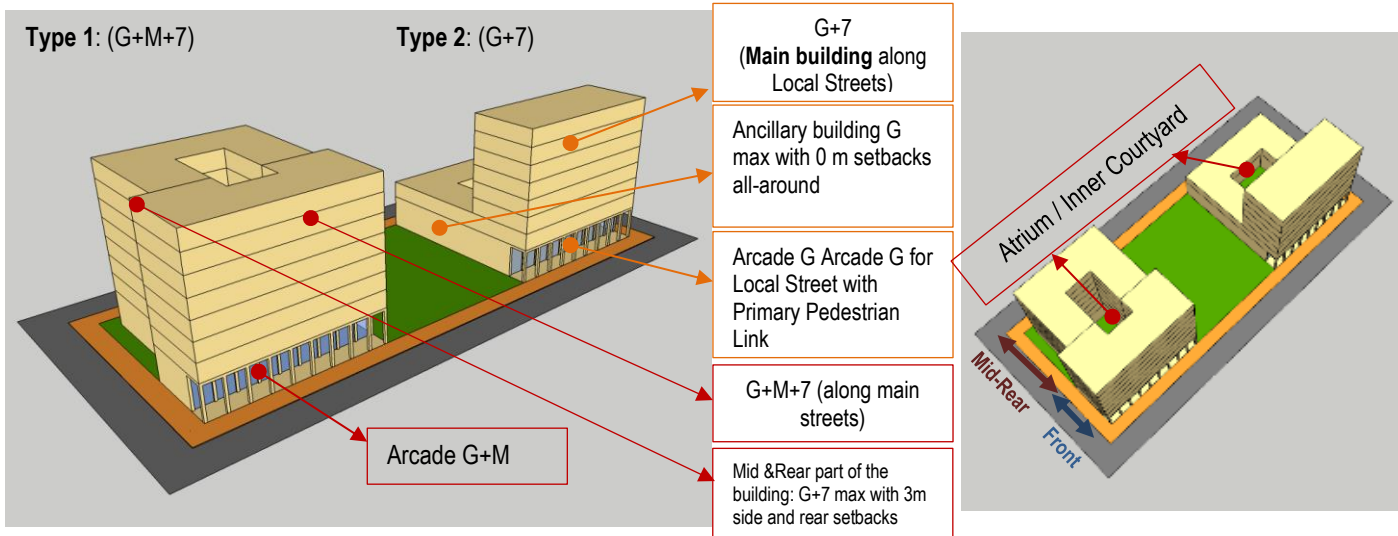 Type 1: (G+M+7)
Type 2: (G+7)
G+7
(Main building along
Local Streets)
Ancillary building G
max with 0 m setbacks
all-around
Arcade G Arcade G for
Local Street with
Primary Pedestrian
Link
G+M+7 (along main
streets)
Mid &Rear part of the
building: G+7 max with 3m
side and rear setbacks
Arcade G+M
Atrium / Inner Courtyard
Mid-Rear
Front